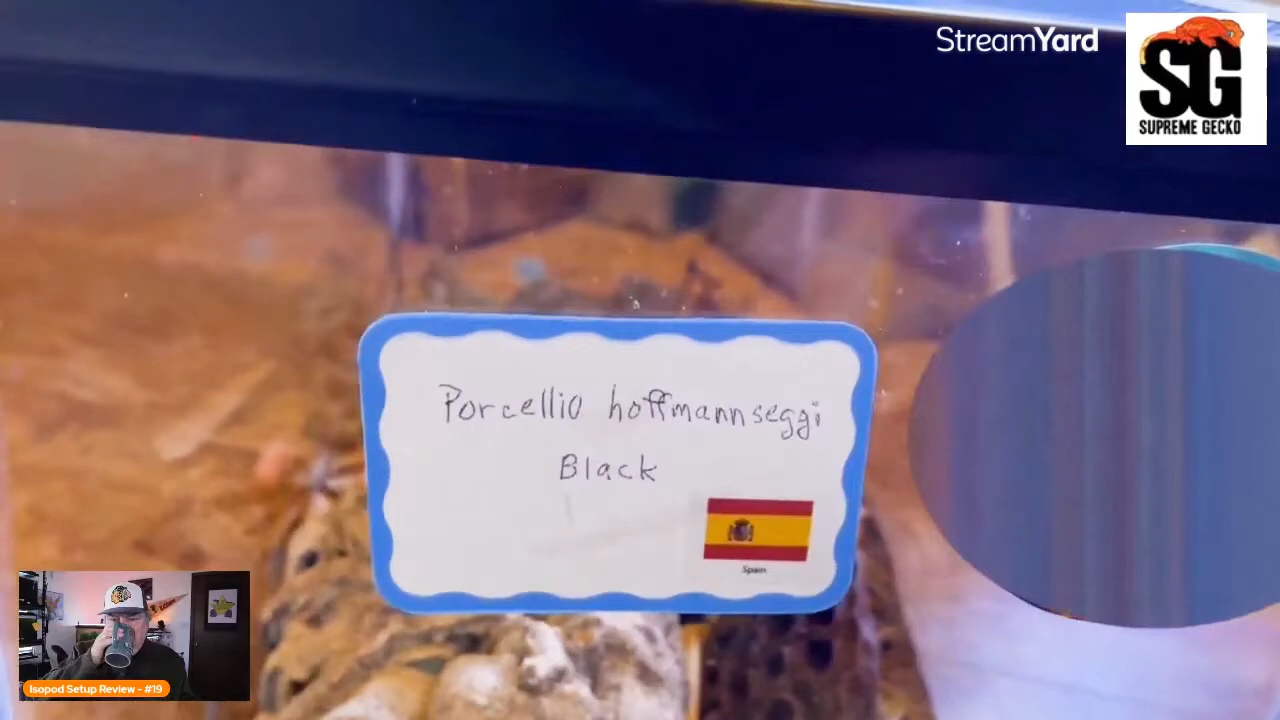 StreamYard
SG
SUPREME GECKO
Porcellio hoffmannseggi
Black
Spain
Isopod Setup Review - #19